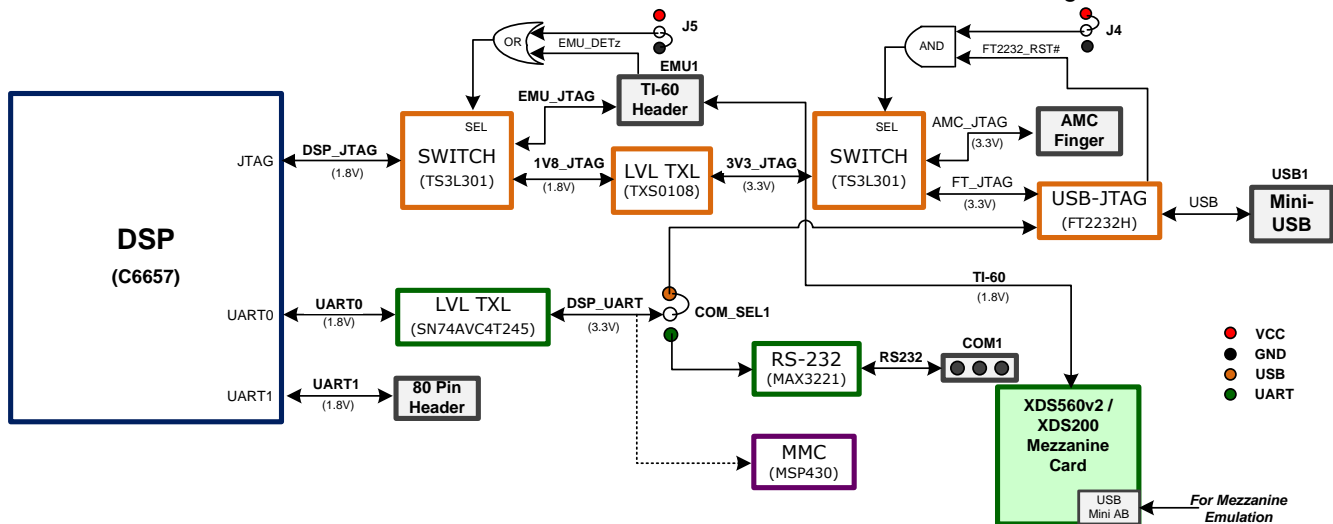 J5
J4
OR
EMU_DETz
AND
FT2232_RST#
EMU1
TI-60
Header
EMU_JTAG
SEL
SWITCH
(TS3L301)
JTAG
DSP_JTAG
(1.8V)
1V8_JTAG
(1.8V)
LVL TXL
(TXS0108)
3V3_JTAG
(3.3V)
SEL
SWITCH
(TS3L301)
AMC_JTAG
(3.3V)
AMC
Finger
FT_JTAG
(3.3V)
USB-JTAG
(FT2232H)
USB
USB1
Mini-
USB
DSP
(C6657)
TI-60
(1.8V)
UART0
UART0
(1.8V)
LVL TXL
(SN74AVC4T245)
DSP_UART
(3.3V)
COM_SEL1
RS-232
(MAX3221)
RS232
COM1
VCC
GND
USB
UART
UART1
UART1
(1.8V)
80 Pin
Header
MMC
(MSP430)
XDS560v2 /
XDS200
Mezzanine
Card
USB
Mini AB
For Mezzanine
Emulation